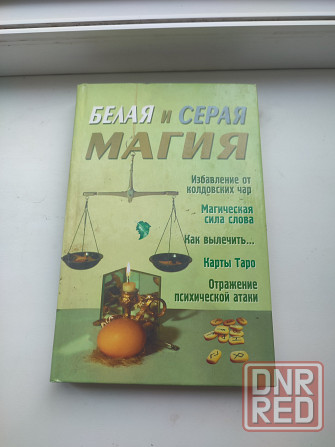 БЕЛАЯ и СЕРАЯ
МАГИЯ
Избавление от
колдовских чар
Магическая
сила слова
Как вылечить...
Карты Таро
Отражение
психической атаки
DNR
RED